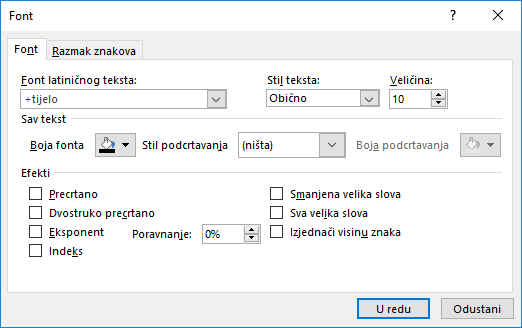 Font
Font
Razmak znakova
Font latiničnog teksta:
Stil teksta:
Veličina:
+tijelo
Obično
10
Sav tekst
Boja fonta
Stil podcrtavanja
(ništa)
Boja podcrtavanja
Efekti
Precrtano
Smanjena velika slova
Dvostruko precrtano
Sva velika slova
Eksponent
Poravnanje:
0%
Izjednači visinu znaka
Indeks
U redu
Odustani